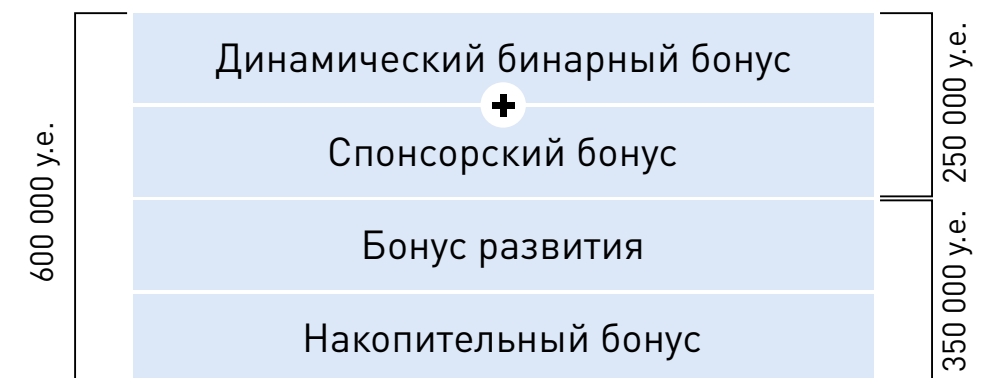 600 000 у.е.
Динамический бинарный бонус
+
Спонсорский бонус
250 000 у.е.
Бонус развития
Накопительный бонус
350 000 у.е.